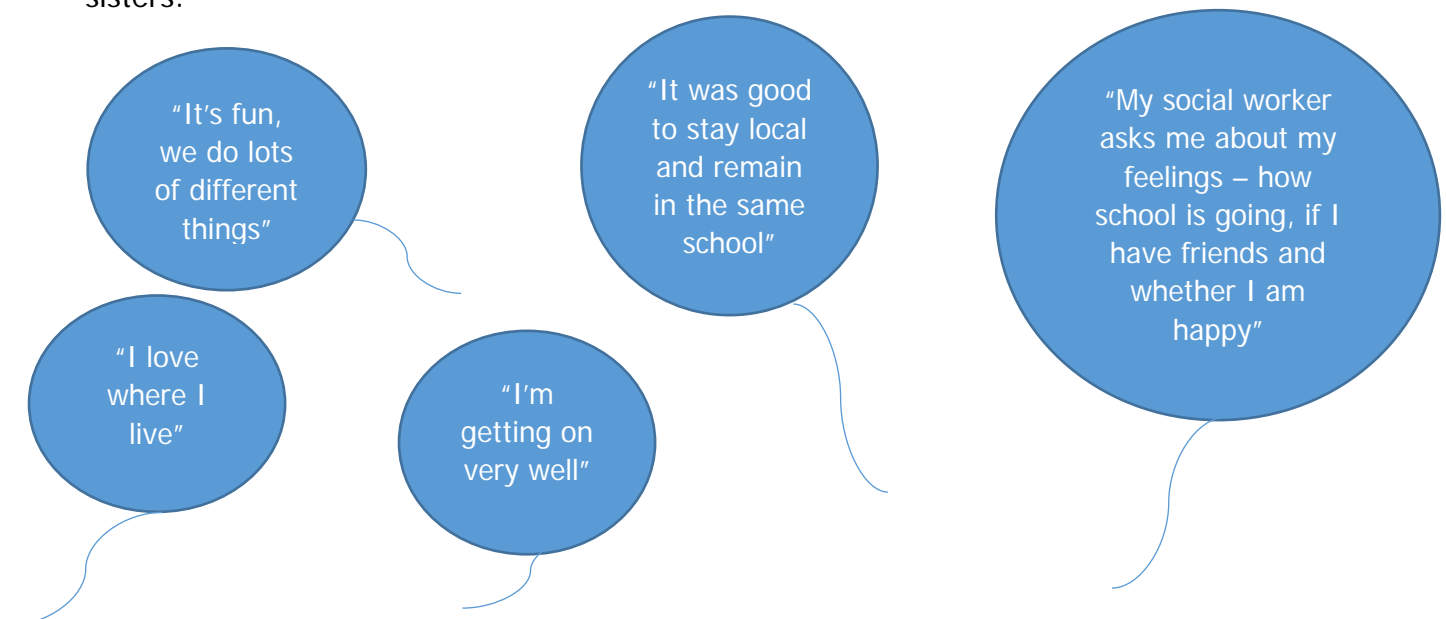 sisters.
"It's fun,
we do lots
of different
things"
"It was good
to stay local
and remain
in the same
school"
"My social worker
asks me about my
feelings – how
school is going, if I
have friends and
whether I am
happy"
"I love
where I
live"
"I'm
getting on
very well"